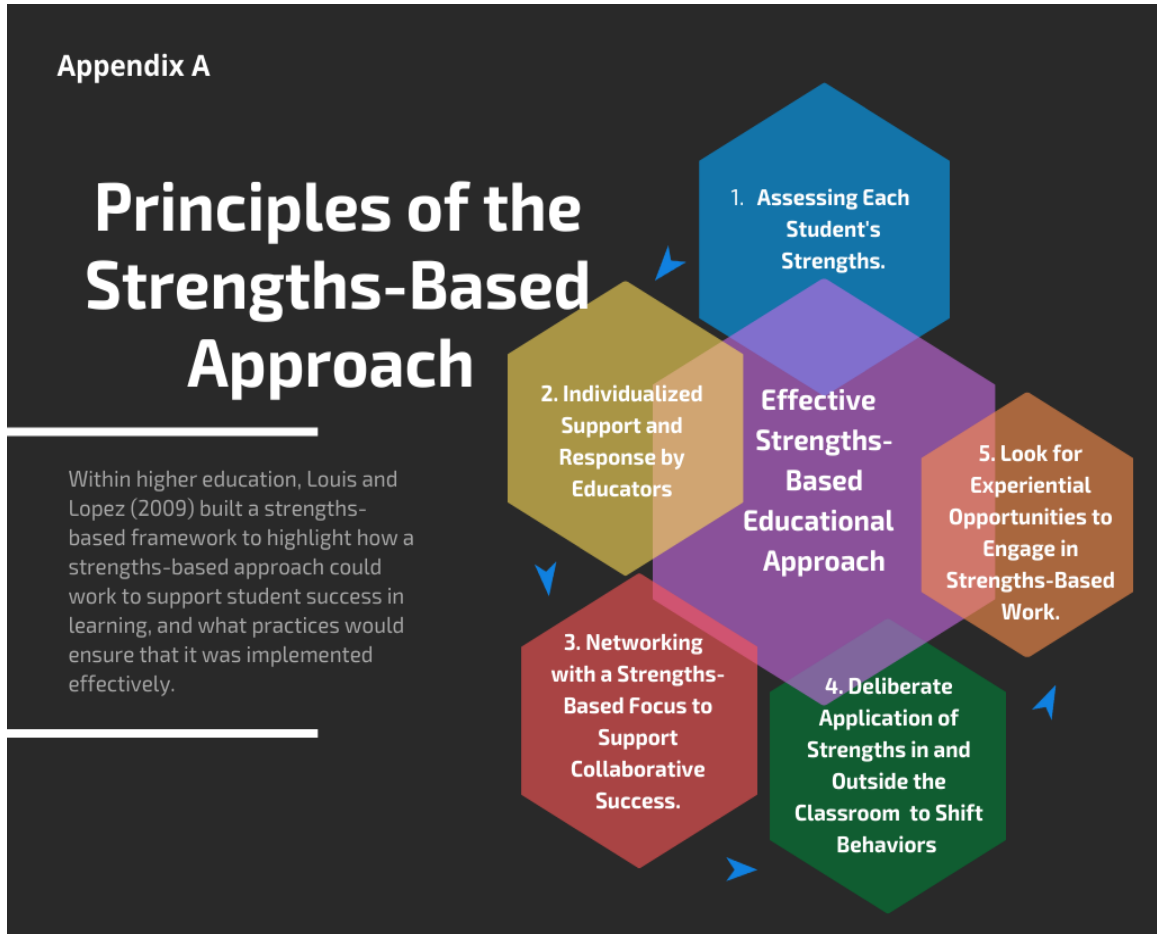 Appendix A
Principles of the
Strengths-Based
Approach
Within higher education, Louis and
Lopez (2009) built a strengths-
based framework to highlight how a
strengths-based approach could
work to support student success in
learning, and what practices would
ensure that it was implemented
effectively.
1. Assessing Each
Student's
Strengths.
2. Individualized
Support and
Response by
Educators
3. Networking
with a Strengths-
Based Focus to
Support
Collaborative
Success.
4. Deliberate
Application of
Strengths in and
Outside the
Classroom to Shift
Behaviors
5. Look for
Experiential
Opportunities to
Engage in
Strengths-Based
Work.
Effective
Strengths-
Based
Educational
Approach